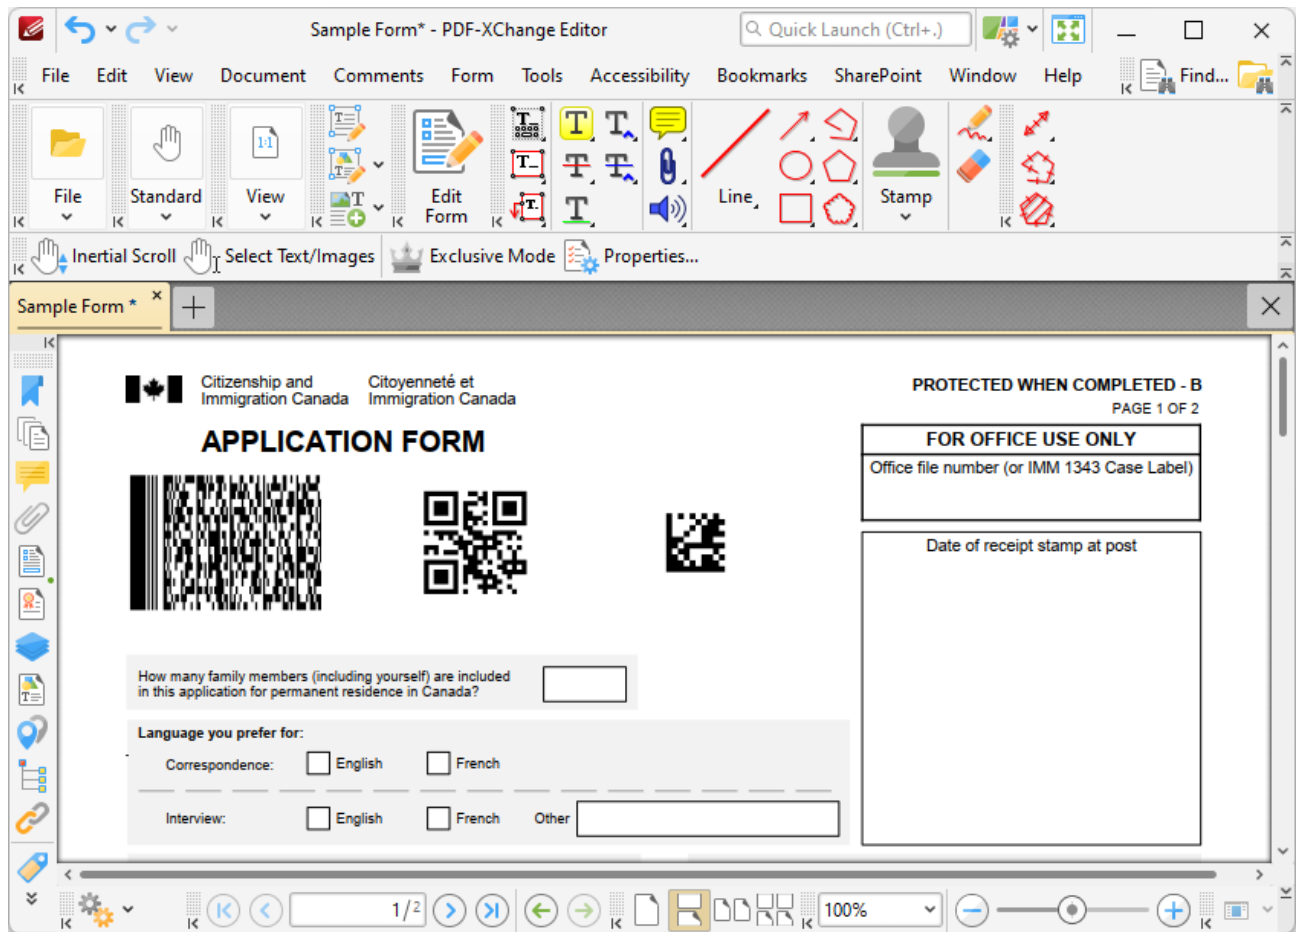 Sample Form* - PDF-XChange Editor
Quick Launch (Ctrl+.)
File Edit View Document Comments Form Tools Accessibility Bookmarks SharePoint Window Help Find...
File
Standard
View
1:1
Edit
Form
Line
Stamp
Inertial Scroll Select Text/Images Exclusive Mode Properties...
Sample Form *
Citizenship and
Immigration Canada
Citoyenneté et
Immigration Canada
PROTECTED WHEN COMPLETED - B
PAGE 1 OF 2
APPLICATION FORM
FOR OFFICE USE ONLY
Office file number (or IMM 1343 Case Label)
Date of receipt stamp at post
How many family members (including yourself) are included
in this application for permanent residence in Canada?
Language you prefer for:
Correspondence: English French
Interview: English French Other
1/2
100%